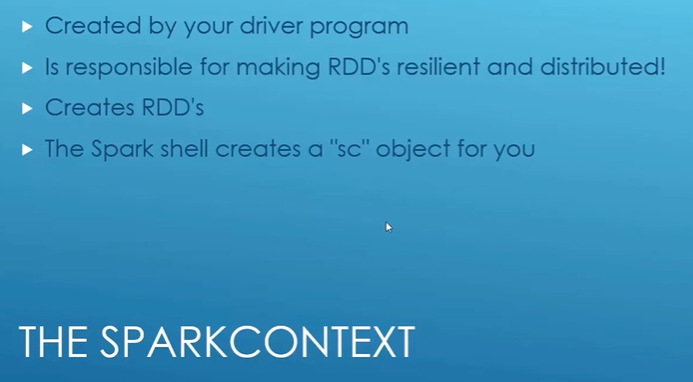 Created by your driver program
Is responsible for making RDD's resilient and distributed!
Creates RDD's
The Spark shell creates a "sc" object for you
THE SPARKCONTEXT